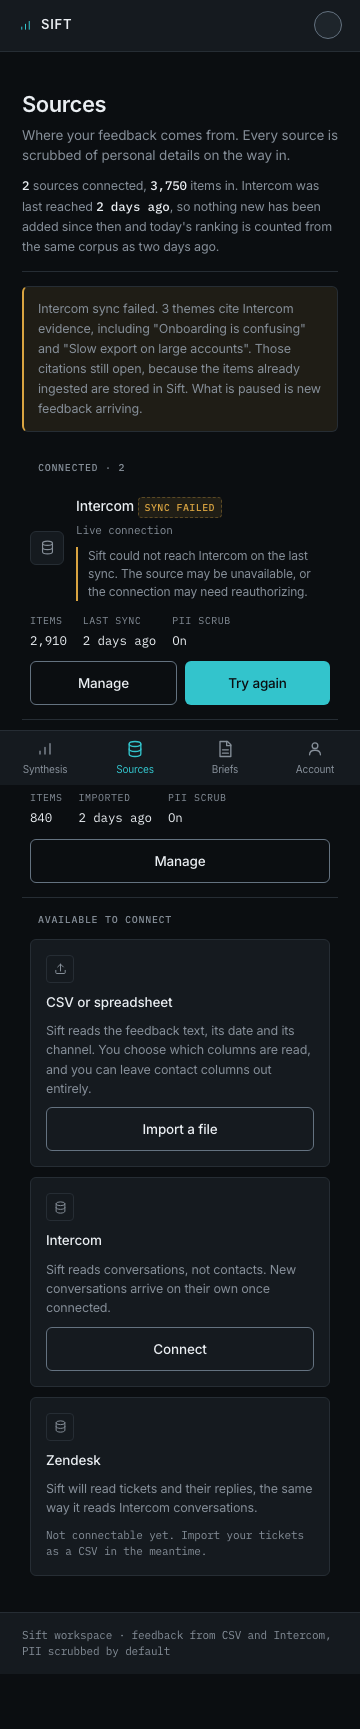 SIFT
Sources
Where your feedback comes from. Every source is
scrubbed of personal details on the way in.
2 sources connected, 3,750 items in. Intercom was
last reached 2 days ago, so nothing new has been
added since then and today's ranking is counted from
the same corpus as two days ago.
Intercom sync failed. 3 themes cite Intercom
evidence, including "Onboarding is confusing"
and "Slow export on large accounts". Those
citations still open, because the items already
ingested are stored in Sift. What is paused is new
feedback arriving.
CONNECTED · 2
Intercom SYNC FAILED
Live connection
Sift could not reach Intercom on the last
sync. The source may be unavailable, or
the connection may need reauthorizing.
ITEMS LAST SYNC PII SCRUB
2,910 2 days ago On
Manage Try again
Synthesis Sources Briefs Account
ITEMS IMPORTED PII SCRUB
840 2 days ago On
Manage
AVAILABLE TO CONNECT
CSV or spreadsheet
Sift reads the feedback text, its date and its
channel. You choose which columns are read,
and you can leave contact columns out
entirely.
Import a file
Intercom
Sift reads conversations, not contacts. New
conversations arrive on their own once
connected.
Connect
Zendesk
Sift will read tickets and their replies, the same
way it reads Intercom conversations.
Not connectable yet. Import your tickets
as a CSV in the meantime.
Sift workspace · feedback from CSV and Intercom,
PII scrubbed by default